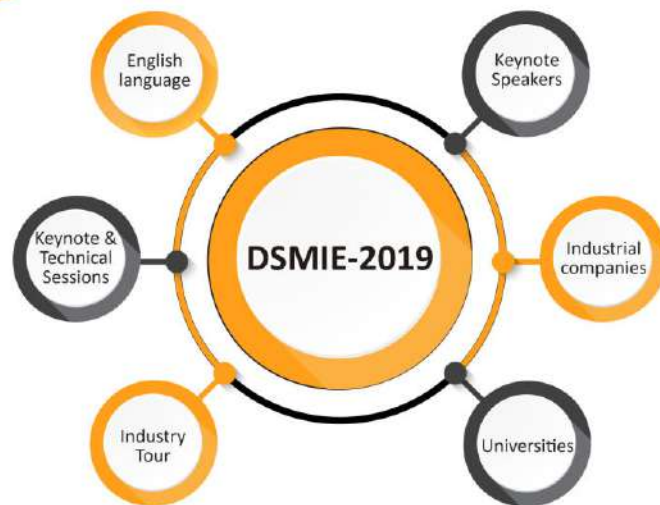 English
language
Keynote
Speakers
Keynote &
Technical
Sessions
DSMIE-2019
Industrial
companies
Industry
Tour
Universities